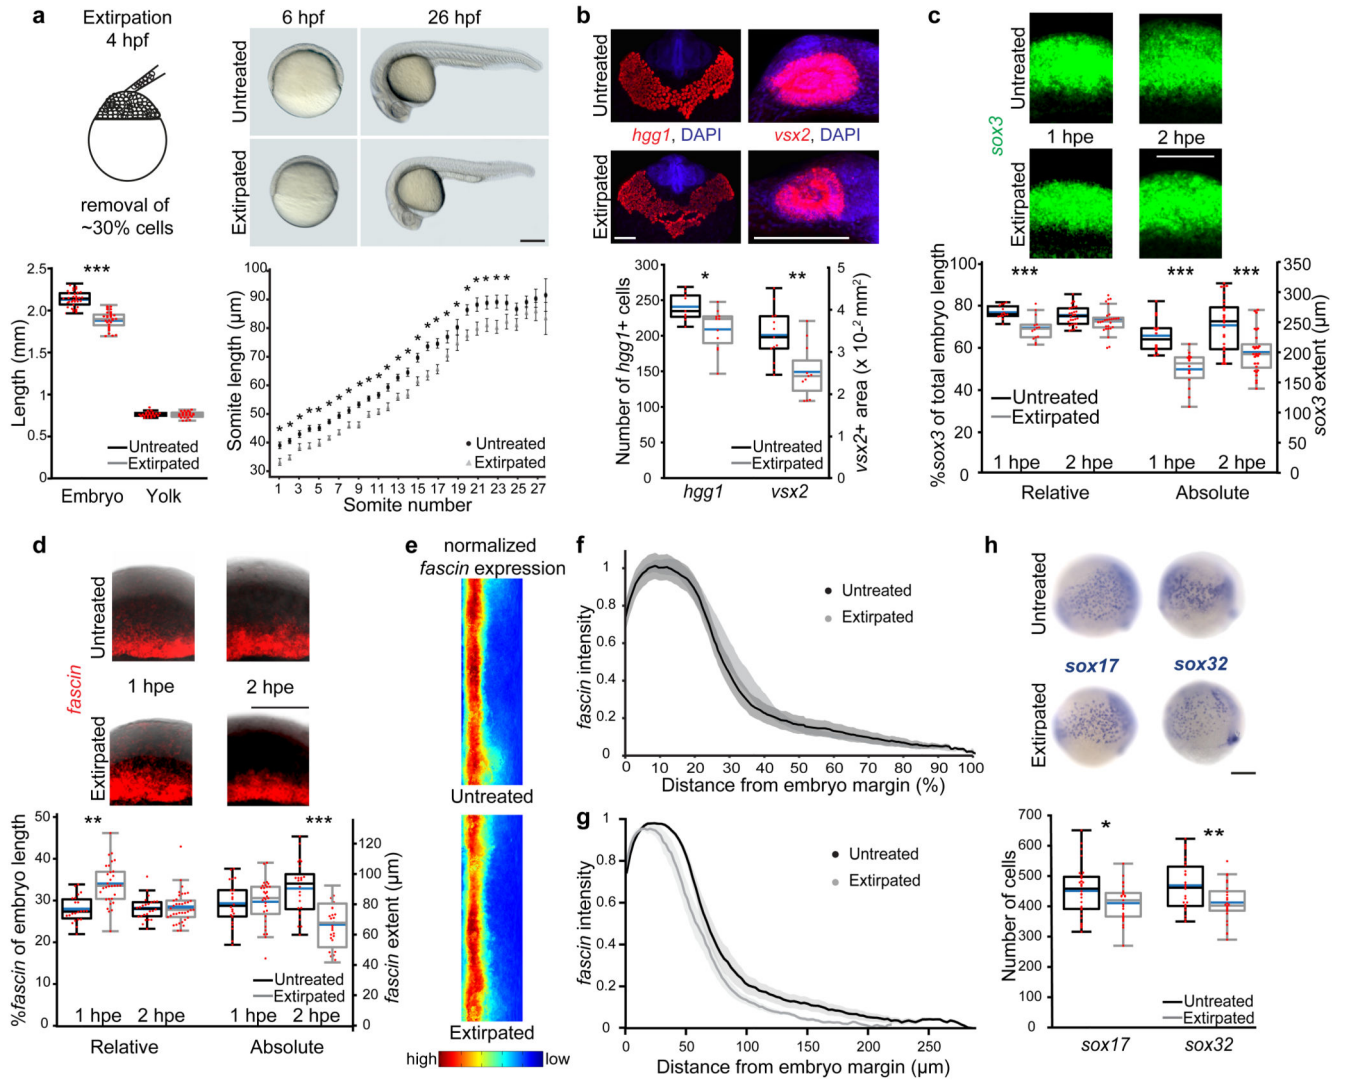 a
Extirpation
4 hpf
removal of
~30% cells
6 hpf
26 hpf
Untreated
Extirpated
***
2.5
2.0
1.5
1
0.5
0
Length (mm)
Untreated
Extirpated
Embryo
Yolk
100
90
80
70
60
50
40
30
Somite length (µm)
* * * * * * * * * * * * * * * * * * * * * * * *
Untreated
Extirpated
1 3 5 7 9 11 13 15 17 19 21 23 25 27
Somite number
b
Untreated
hgg1, DAPI
vsx2, DAPI
Extirpated
300
250
200
150
100
50
0
Number of hgg1+ cells
*
**
5
4
3
2
1
0
vsx2+ area (x 10⁻² mm²)
Untreated
Extirpated
hgg1
vsx2
c
Untreated
sox3
1 hpe
2 hpe
Extirpated
100
80
60
40
20
0
%sox3 of total embryo length
***
***
***
350
300
250
200
150
100
50
0
sox3 extent (µm)
Untreated
Extirpated
1 hpe
2 hpe
1 hpe
2 hpe
Relative
Absolute
d
Untreated
fascin
1 hpe
2 hpe
Extirpated
50
40
30
20
10
0
%fascin of embryo length
**
***
120
100
80
60
40
20
0
fascin extent (µm)
Untreated
Extirpated
1 hpe
2 hpe
1 hpe
2 hpe
Relative
Absolute
e
normalized
fascin expression
Untreated
Extirpated
high
low
f
1
0.8
0.6
0.4
0.2
0
fascin intensity
Untreated
Extirpated
0 10 20 30 40 50 60 70 80 90 100
Distance from embryo margin (%)
g
1
0.8
0.6
0.4
0.2
0
fascin intensity
Untreated
Extirpated
0 50 100 150 200 250
Distance from embryo margin (µm)
h
Untreated
sox17
sox32
Extirpated
700
600
500
400
300
200
100
0
Number of cells
*
**
Untreated
Extirpated
sox17
sox32